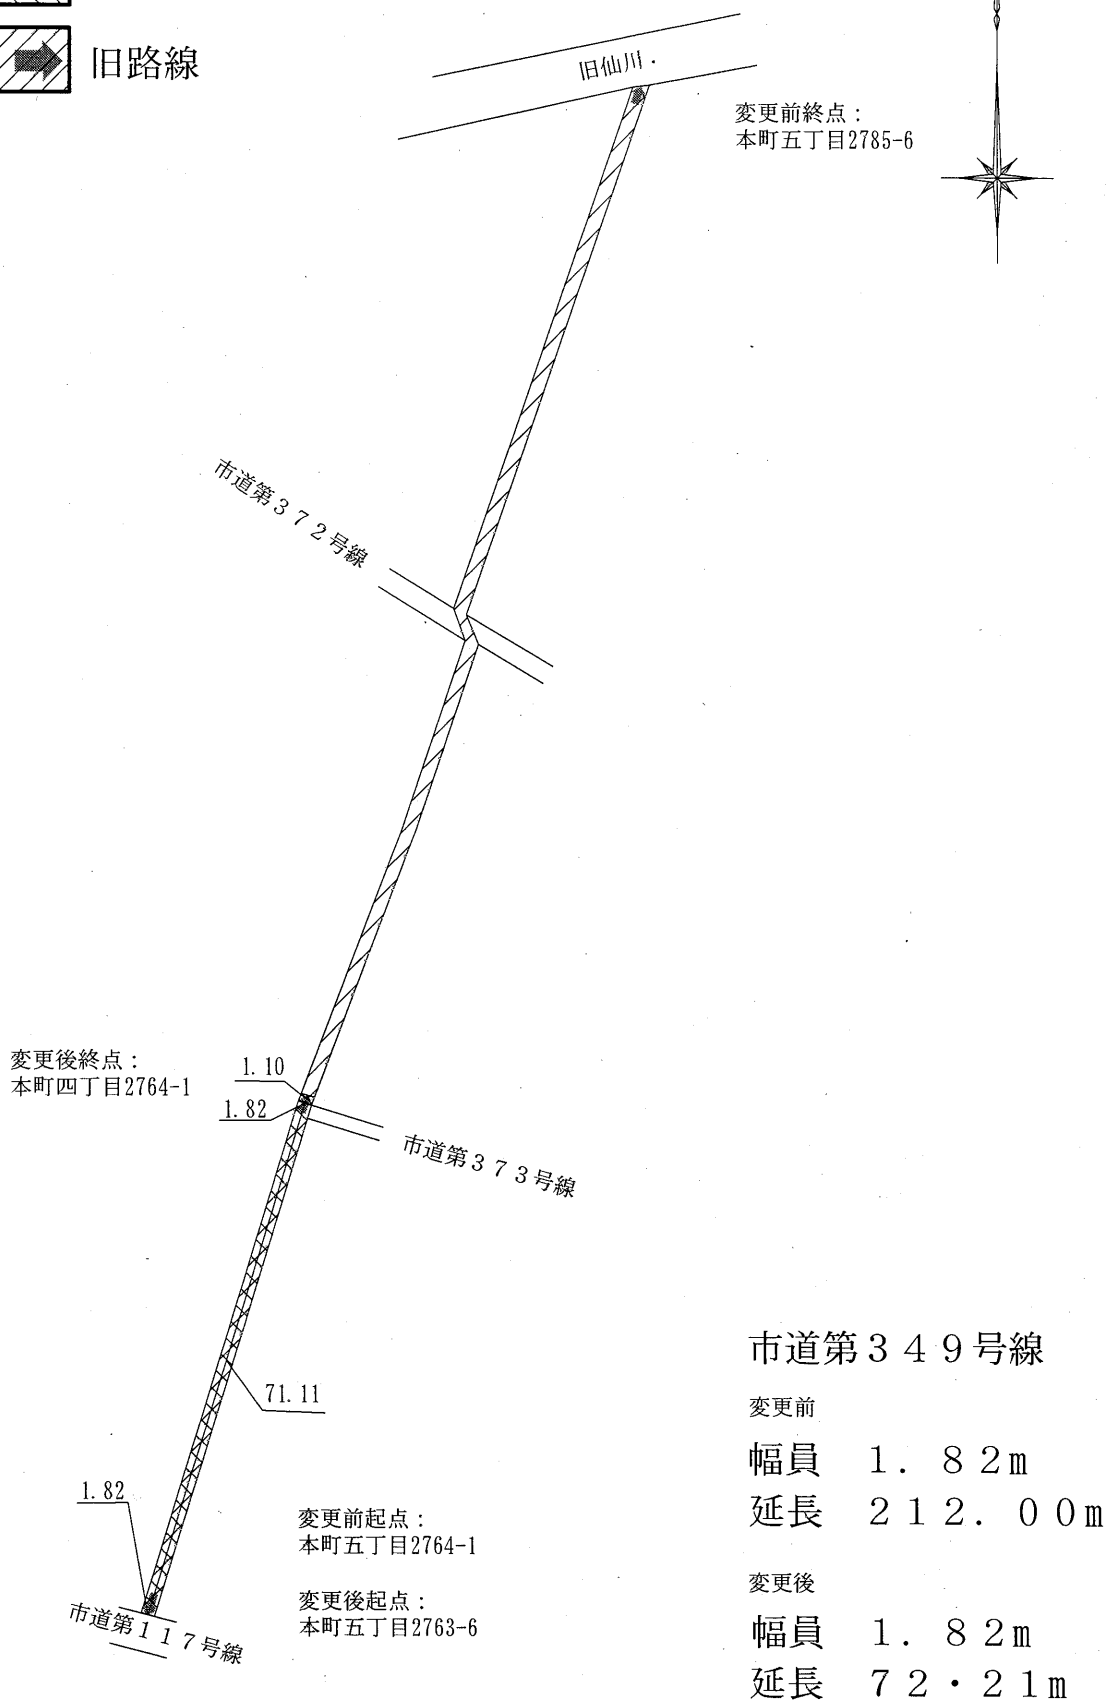 旧路線
旧仙川
変更前終点：
本町五丁目2785-6
市道第３７２号線
変更後終点：
本町四丁目2764-1
1.10
1.82
市道第３７３号線
71.11
1.82
変更前起点：
本町五丁目2764-1
変更後起点：
本町五丁目2763-6
市道第１１７号線
市道第３４９号線
変更前
幅員　１．８２m
延長　２１２．００m
変更後
幅員　１．８２m
延長　７２・２１m